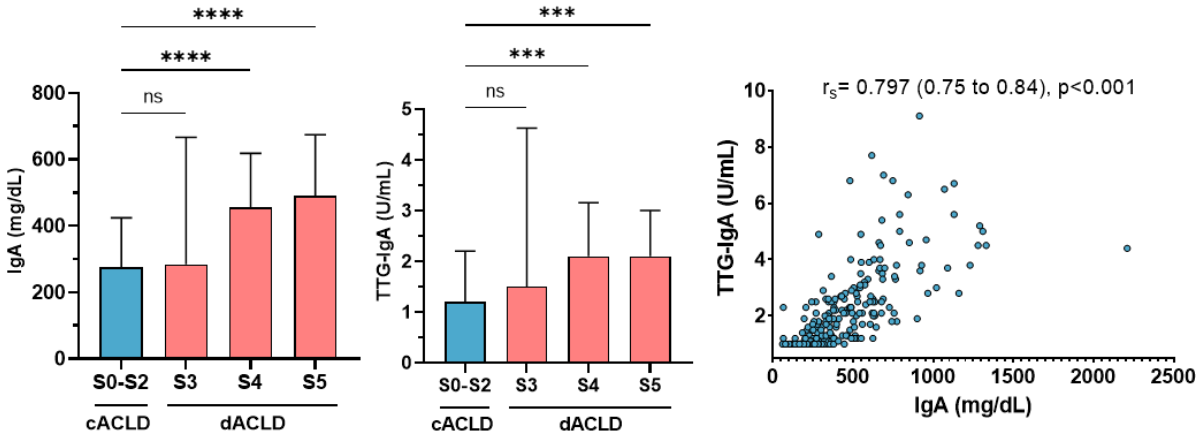 ****
****
ns
IgA (mg/dL)
800
600
400
200
0
S0-S2 S3 S4 S5
cACLD dACLD
***
***
ns
TTG-IgA (U/mL)
5
4
3
2
1
0
S0-S2 S3 S4 S5
cACLD dACLD
rs= 0.797 (0.75 to 0.84), p<0.001
TTG-IgA (U/mL)
10
8
6
4
2
0 500 1000 1500 2000 2500
IgA (mg/dL)